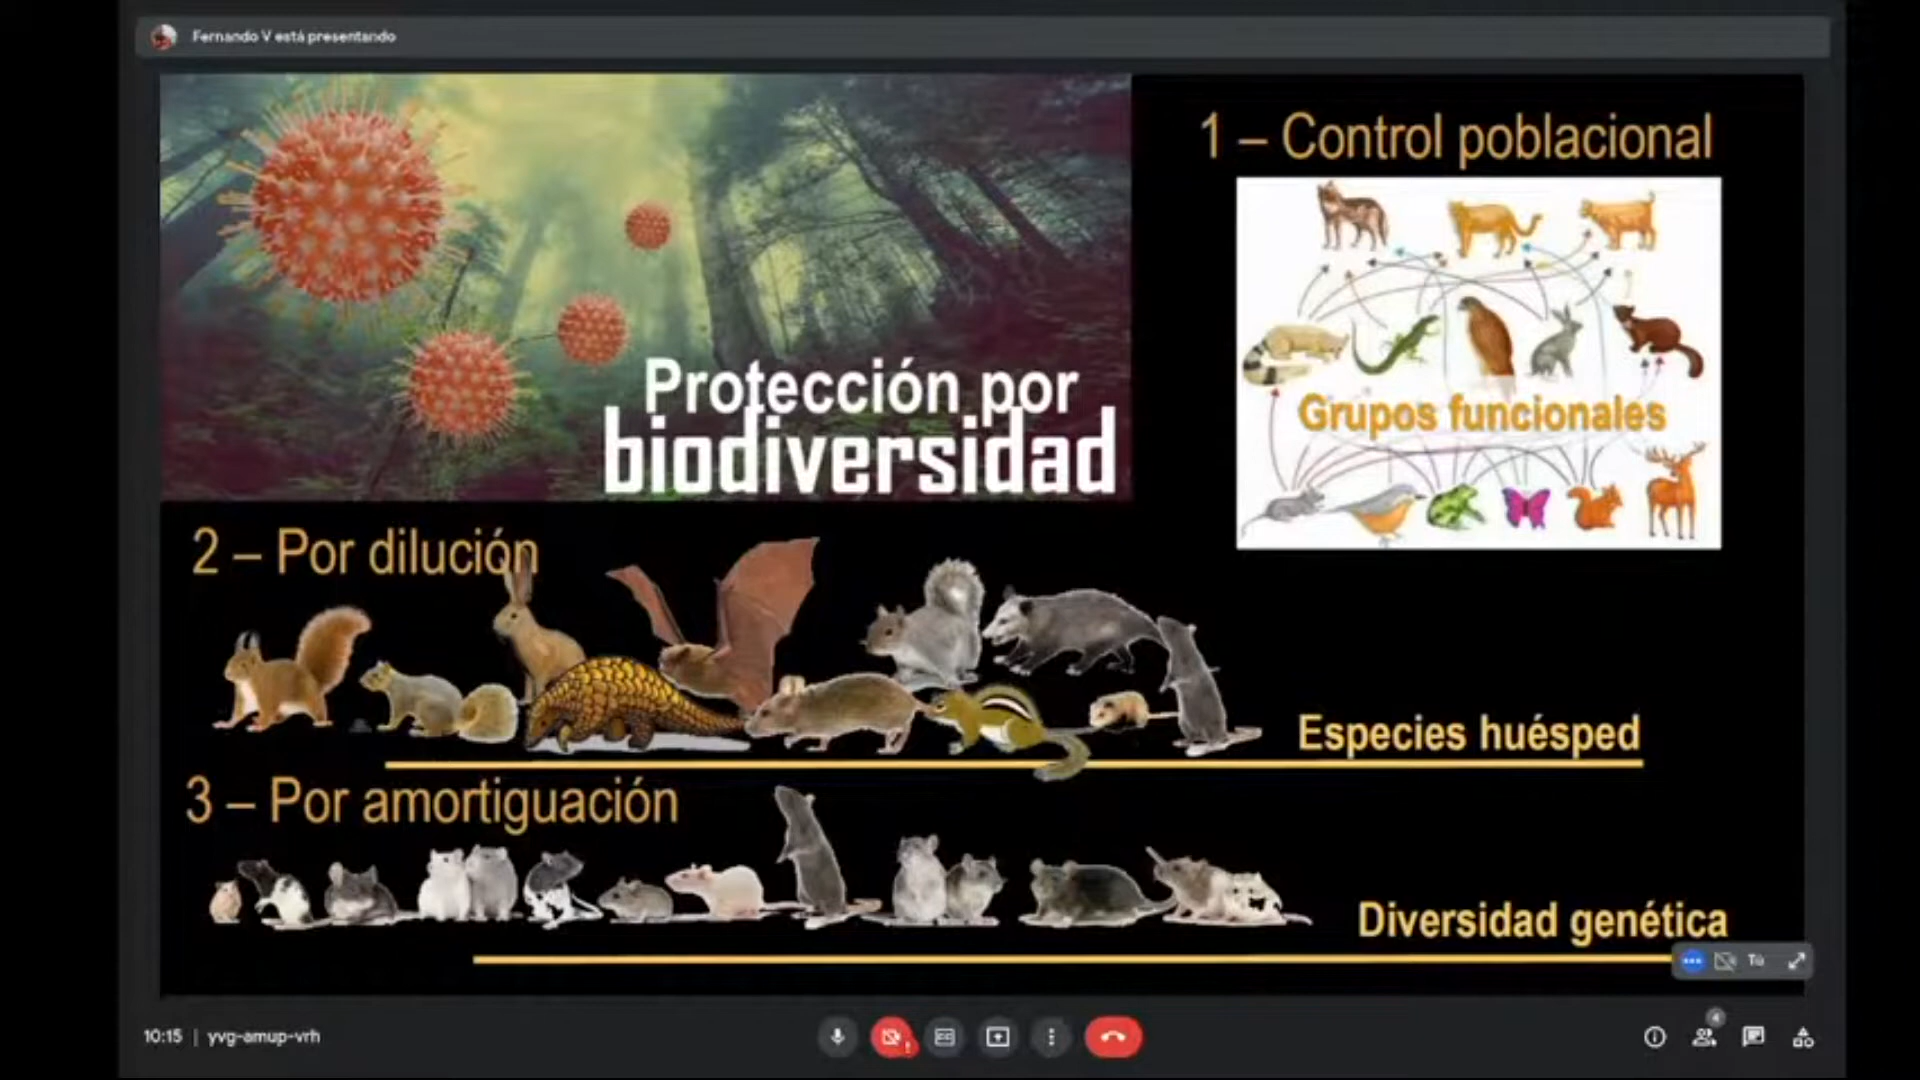 Fernando V está presentando
Protección por
biodiversidad
1 – Control poblacional
Grupos funcionales
2 – Por dilución
Especies huésped
3 – Por amortiguación
Diversidad genética
Tú
10:15 | yvg-amup-vrh
4